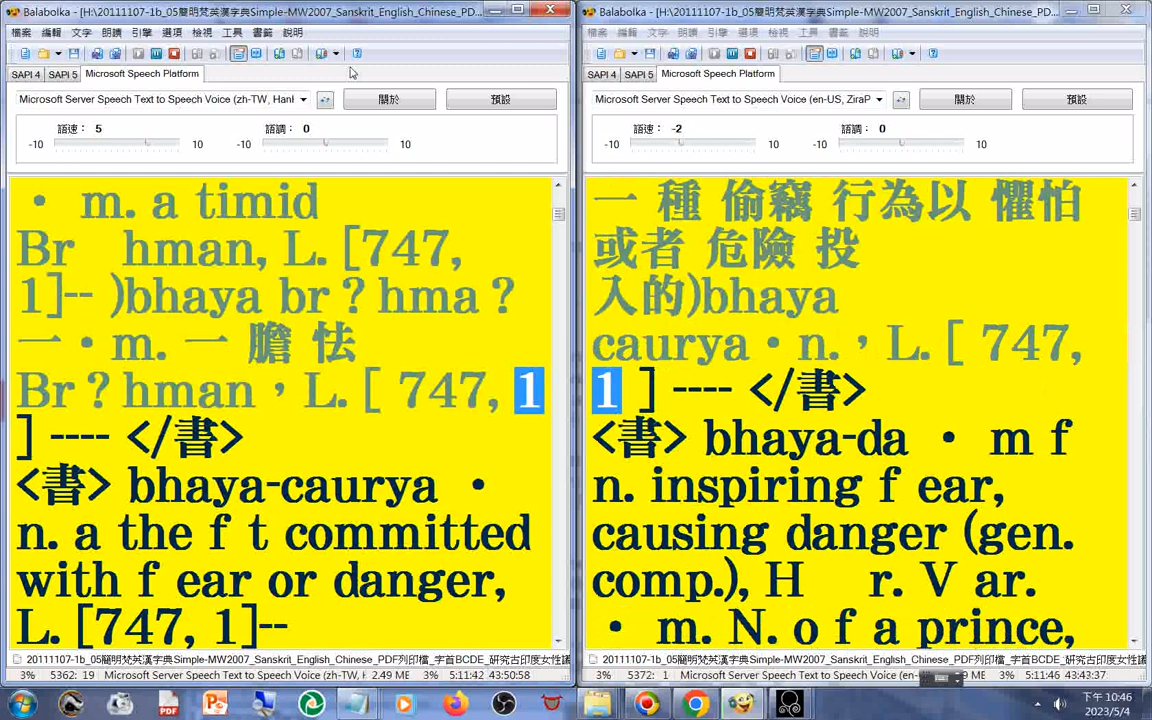 Balabolka - [H:\20111107-1b_05簡明梵英漢字典Simple-MW2007_Sanskrit_English_Chinese_PD...
檔案 編輯 文字 朗讀 引擎 選項 檢視 工具 書籤 說明
SAPI 4 SAPI 5 Microsoft Speech Platform
Microsoft Server Speech Text to Speech Voice (zh-TW, Hanl
關於 預設
語速： 5 語調： 0
-10 10 -10 10
• m. a timid
Br hman, L. [747,
1]-- )bhaya br？hma？
一•m. 一 膽 怯
Br？hman，L. [ 747, 1
] ---- </書>
<書> bhaya-caurya •
n. a the f t committed
with f ear or danger,
L. [747, 1]--
20111107-1b_05簡明梵英漢字典Simple-MW2007_Sanskrit_English_Chinese_PDF列印檔_字首BCDE_研究古印度女性議
3% 5362: 19 Microsoft Server Speech Text to Speech Voice (zh-TW, H 2.49 ME 3% 5:11:42 43:50:58
Balabolka - [H:\20111107-1b_05簡明梵英漢字典Simple-MW2007_Sanskrit_English_Chinese_PD...
檔案 編輯 文字 朗讀 引擎 選項 檢視 工具 書籤 說明
SAPI 4 SAPI 5 Microsoft Speech Platform
Microsoft Server Speech Text to Speech Voice (en-US, ZiraP
關於 預設
語速： -2 語調： 0
-10 10 -10 10
一 種 偷竊 行為以 懼怕
或者 危險 投
入的)bhaya
caurya•n.，L. [ 747,
1 ] ---- </書>
<書> bhaya-da • m f
n. inspiring f ear,
causing danger (gen.
comp.), H r. V ar.
• m. N. o f a prince,
20111107-1b_05簡明梵英漢字典Simple-MW2007_Sanskrit_English_Chinese_PDF列印檔_字首BCDE_研究古印度女性議
3% 5372: 1 Microsoft Server Speech Text to Speech Voice (en-U ME 3% 5:11:46 43:43:37
PDF
下午 10:46
2023/5/4